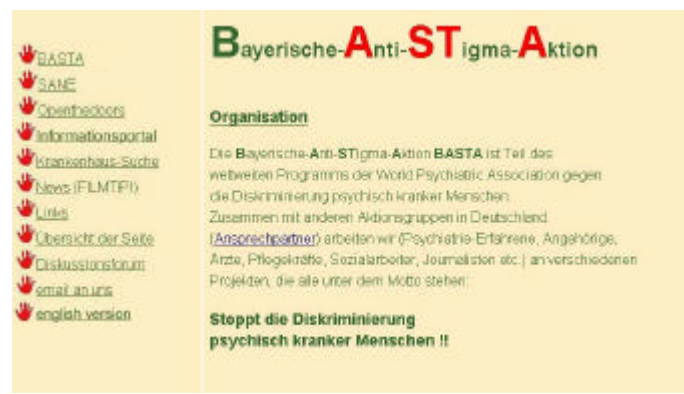 BASTA
SANE
Openthedoors
Informationsportal
Krankenhaus-Suche
News (FILMTIP!)
Links
Übersicht der Seite
Diskussionsforum
email an uns
english version
Bayerische-Anti-STigma-Aktion
Organisation
Die Bayerische-Anti-STigma-Aktion BASTA ist Teil des
weltweiten Programms der World Psychiatric Association gegen
die Diskriminierung psychisch kranker Menschen.
Zusammen mit anderen Aktionsgruppen in Deutschland
(Ansprechpartner) arbeiten wir (Psychiatrie-Erfahrene, Angehörige,
Ärzte, Pflegekräfte, Sozialarbeiter, Journalisten etc.) an verschiedenen
Projekten, die alle unter dem Motto stehen:
Stoppt die Diskriminierung
psychisch kranker Menschen !!